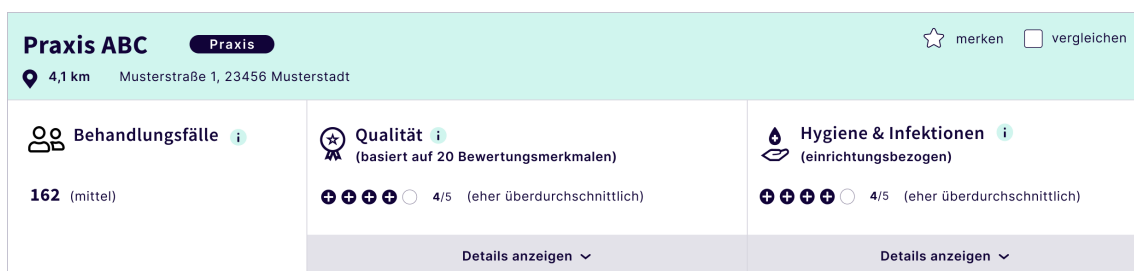 Praxis ABC Praxis merken vergleichen
4,1 km Musterstraße 1, 23456 Musterstadt
Behandlungsfälle i
162 (mittel)
Qualität i
(basiert auf 20 Bewertungsmerkmalen)
4/5 (eher überdurchschnittlich)
Details anzeigen
Hygiene & Infektionen i
(einrichtungsbezogen)
4/5 (eher überdurchschnittlich)
Details anzeigen